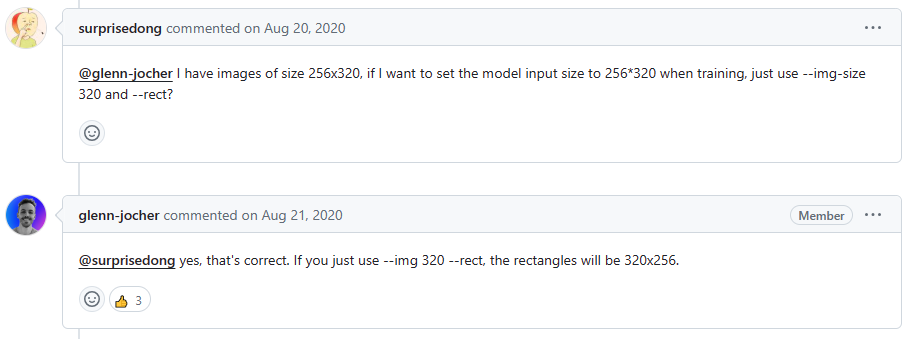 surprisedong commented on Aug 20, 2020
@glenn-jocher I have images of size 256x320, if I want to set the model input size to 256*320 when training, just use --img-size
320 and --rect?
glenn-jocher commented on Aug 21, 2020
Member
@surprisedong yes, that's correct. If you just use --img 320 --rect, the rectangles will be 320x256.
3